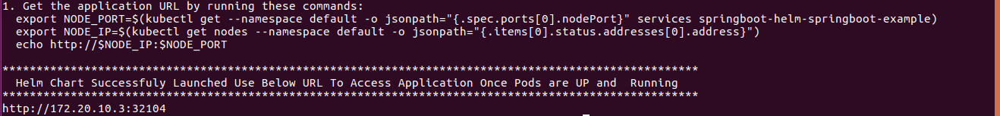 1. Get the application URL by running these commands:
  export NODE_PORT=$(kubectl get --namespace default -o jsonpath="{.spec.ports[0].nodePort}" services springboot-helm-springboot-example)
  export NODE_IP=$(kubectl get nodes --namespace default -o jsonpath="{.items[0].status.addresses[0].address}")
  echo http://$NODE_IP:$NODE_PORT

******************************************************************************************************
  Helm Chart Successfuly Launched Use Below URL To Access Application Once Pods are UP and  Running
******************************************************************************************************
http://172.20.10.3:32104